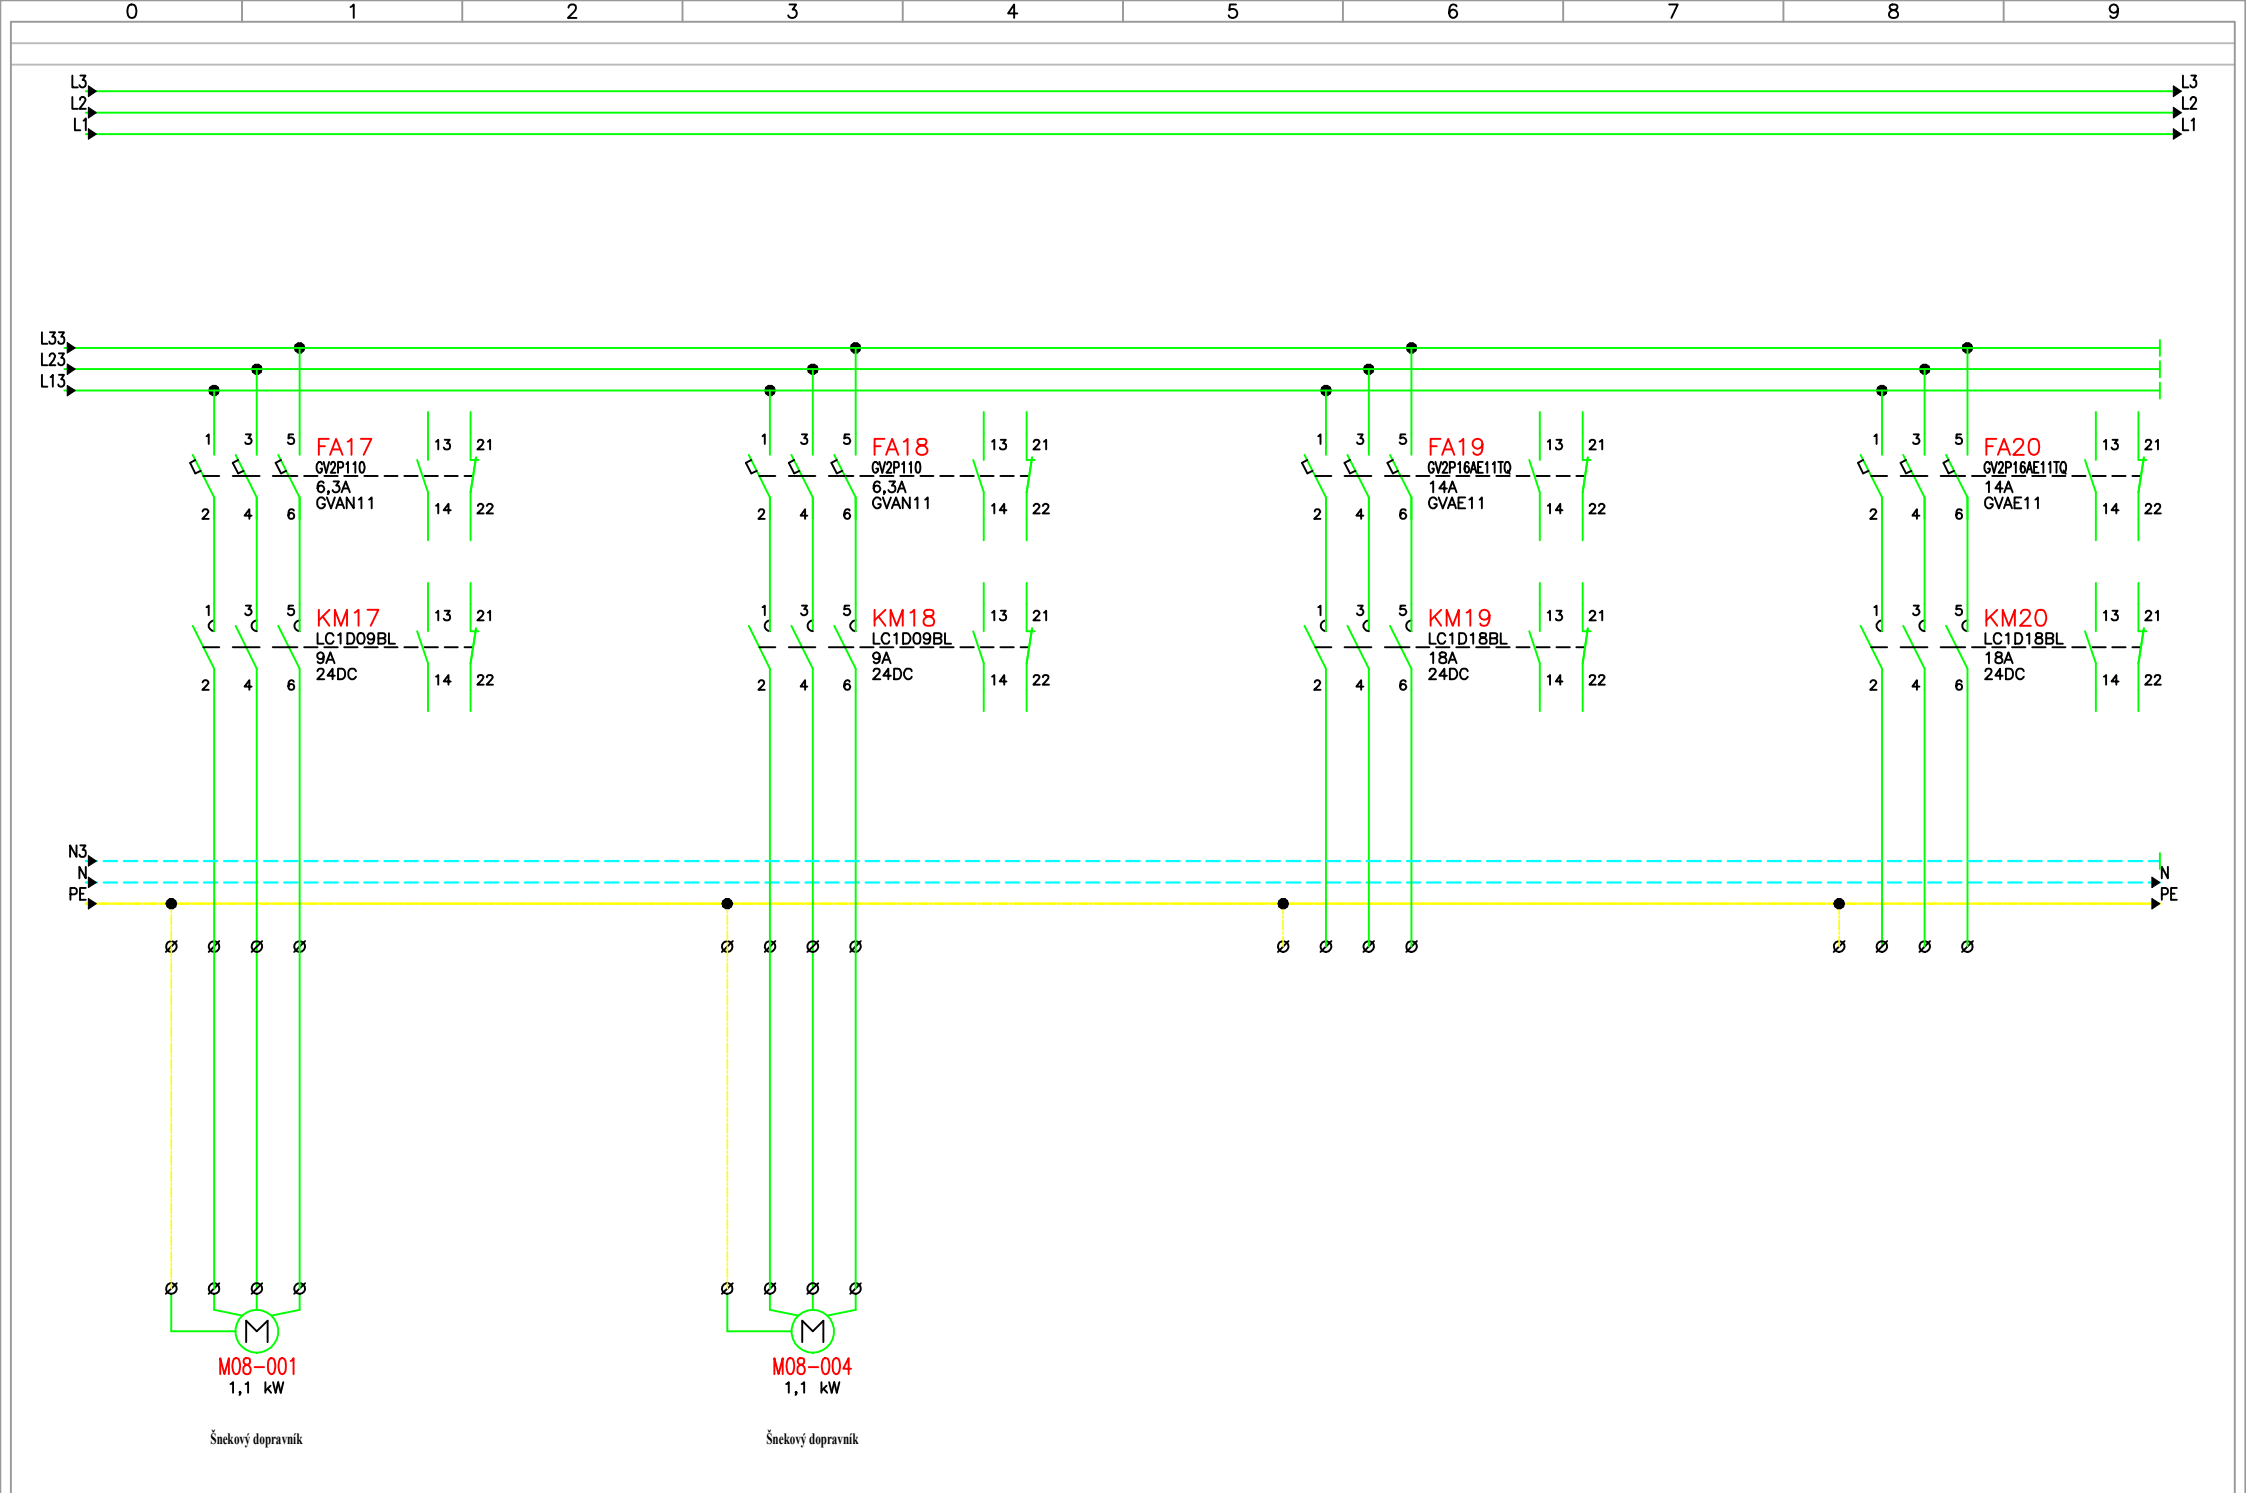 0 1 2 3 4 5 6 7 8 9
L3 L3
L2 L2
L1 L1
L33
L23
L13
1 3 5 FA17 13 21 1 3 5 FA18 13 21 1 3 5 FA19 13 21 1 3 5 FA20 13 21
GV2P110 GV2P110 GV2P16AE11TQ GV2P16AE11TQ
6,3A 6,3A 14A 14A
GVAN11 GVAN11 GVAE11 GVAE11
2 4 6 14 22 2 4 6 14 22 2 4 6 14 22 2 4 6 14 22
1 3 5 KM17 13 21 1 3 5 KM18 13 21 1 3 5 KM19 13 21 1 3 5 KM20 13 21
LC1D09BL LC1D09BL LC1D18BL LC1D18BL
9A 9A 18A 18A
24DC 24DC 24DC 24DC
2 4 6 14 22 2 4 6 14 22 2 4 6 14 22 2 4 6 14 22
N3
N N
PE PE
M M
M08-001 M08-004
1,1 kW 1,1 kW
Šnekový dopravník Šnekový dopravník